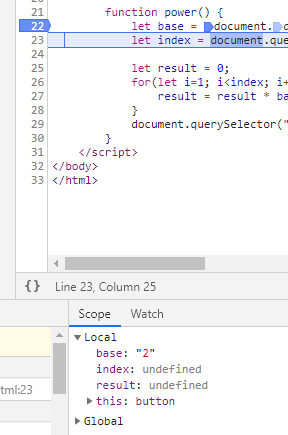 21 function power() {
22 let base = document.
23 let index = document.que
24
25 let result = 0;
26 for(let i=1; i<index; i+
27 result = result * ba
28 }
29 document.querySelector("
30 }
31 </script>
32 </body>
33 </html>
{} Line 23, Column 25
Scope Watch
Local
base: "2"
index: undefined
html:23
result: undefined
this: button
Global